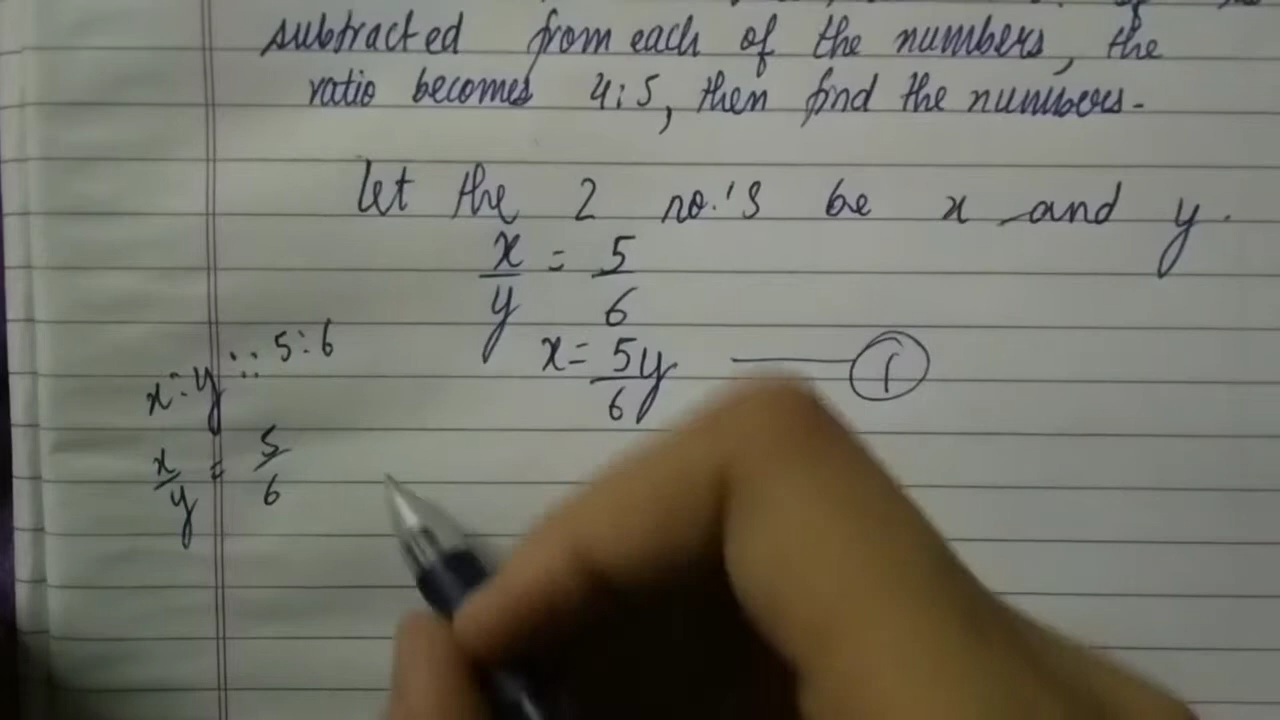 subtracted from each of the numbers, the
ratio becomes 4:5, then find the numbers.
Let the 2 no.'s be x and y.
x/y = 5/6
x = 5y/6 —— 1
x:y :: 5:6
x/y = 5/6